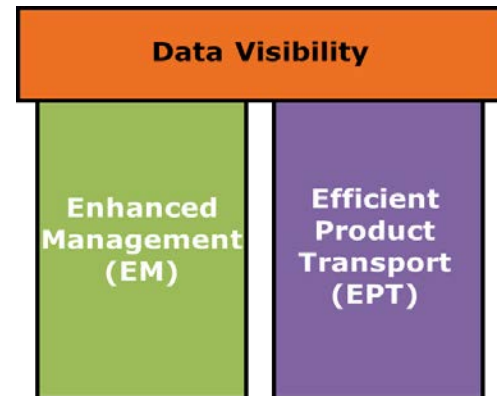 Data Visibility
Enhanced
Management
(EM)
Efficient
Product
Transport
(EPT)